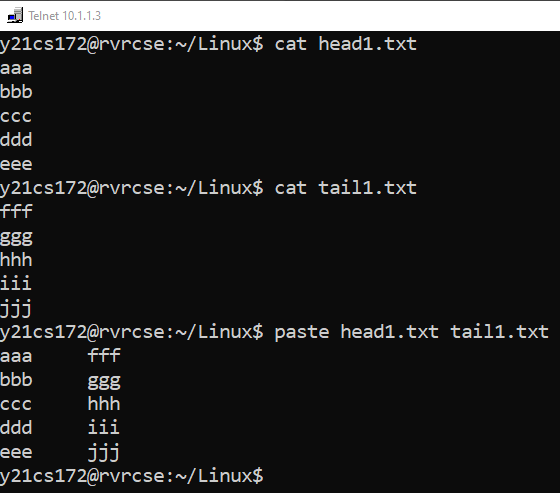 Telnet 10.1.1.3
y21cs172@rvrcse:~/Linux$ cat head1.txt
aaa
bbb
ccc
ddd
eee
y21cs172@rvrcse:~/Linux$ cat tail1.txt
fff
ggg
hhh
iii
jjj
y21cs172@rvrcse:~/Linux$ paste head1.txt tail1.txt
aaa     fff
bbb     ggg
ccc     hhh
ddd     iii
eee     jjj
y21cs172@rvrcse:~/Linux$